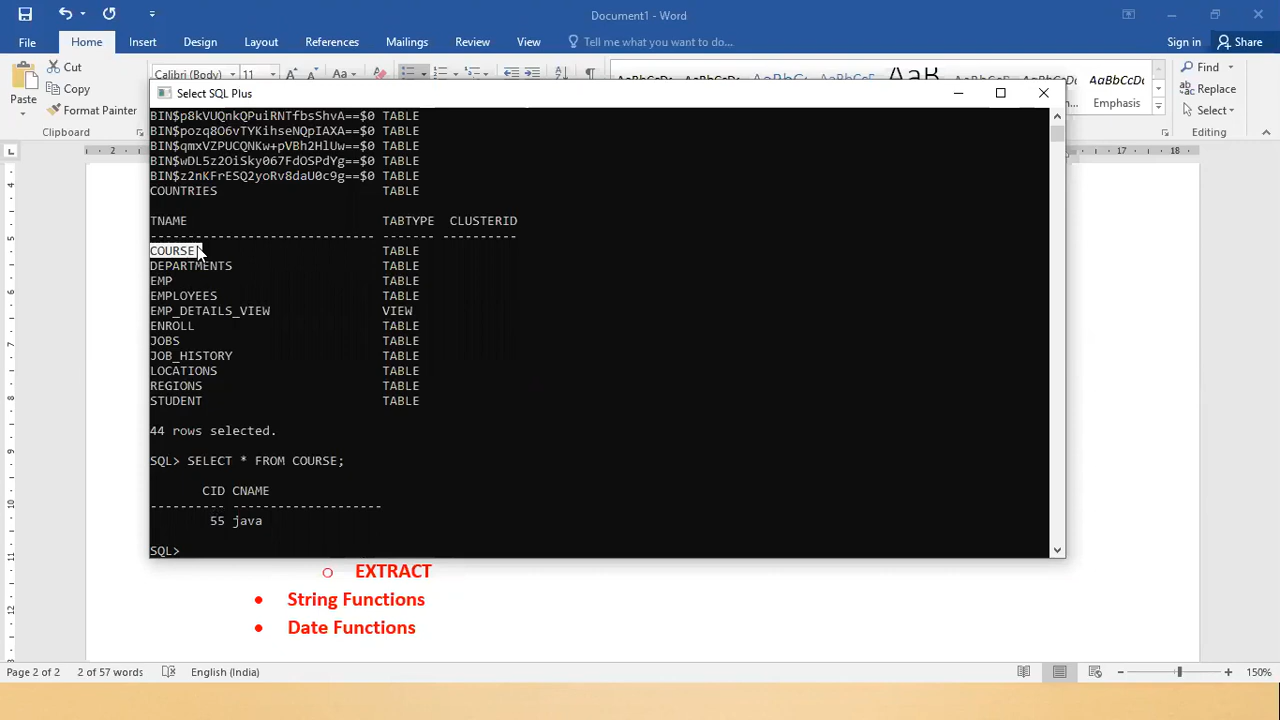 Document1 - Word
File Home Insert Design Layout References Mailings Review View Tell me what you want to do... Sign in Share
Cut
Copy
Format Painter
Paste
Clipboard
Calibri (Body) 11
Emphasis
Find
Replace
Select
Editing
Select SQL Plus
BIN$p8kVUQnkQPuiRNTfbsShvA==$0 TABLE
BIN$pozq8O6vTYKihseNQpIAXA==$0 TABLE
BIN$qmxVZPUCQNKw+pVBh2HlUw==$0 TABLE
BIN$wDL5z2OiSky067FdOSPdYg==$0 TABLE
BIN$z2nKFrESQ2yoRv8daU0c9g==$0 TABLE
COUNTRIES TABLE
TNAME TABTYPE CLUSTERID
------------------------------ ------- ----------
COURSE TABLE
DEPARTMENTS TABLE
EMP TABLE
EMPLOYEES TABLE
EMP_DETAILS_VIEW VIEW
ENROLL TABLE
JOBS TABLE
JOB_HISTORY TABLE
LOCATIONS TABLE
REGIONS TABLE
STUDENT TABLE
44 rows selected.
SQL> SELECT * FROM COURSE;
CID CNAME
---------- --------------------
55 java
SQL>
EXTRACT
String Functions
Date Functions
Page 2 of 2 2 of 57 words English (India) 150%